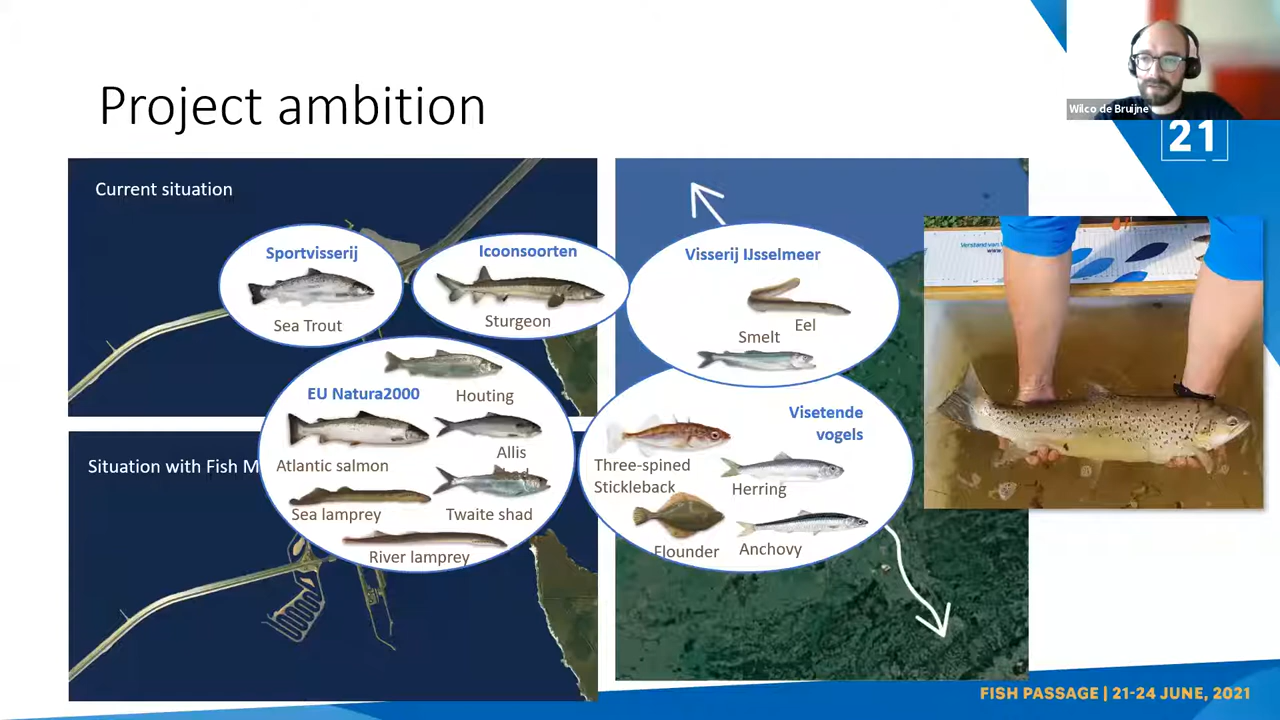 Wilco de Bruijne
21
Project ambition
Current situation
Sportvisserij
Sea Trout
Icoonsoorten
Sturgeon
Visserij IJsselmeer
Eel
Smelt
EU Natura2000
Houting
Atlantic salmon
Allis
Sea lamprey
Twaite shad
River lamprey
Visetende
vogels
Three-spined
Stickleback
Herring
Flounder
Anchovy
Situation with Fish M
FISH PASSAGE | 21-24 JUNE, 2021